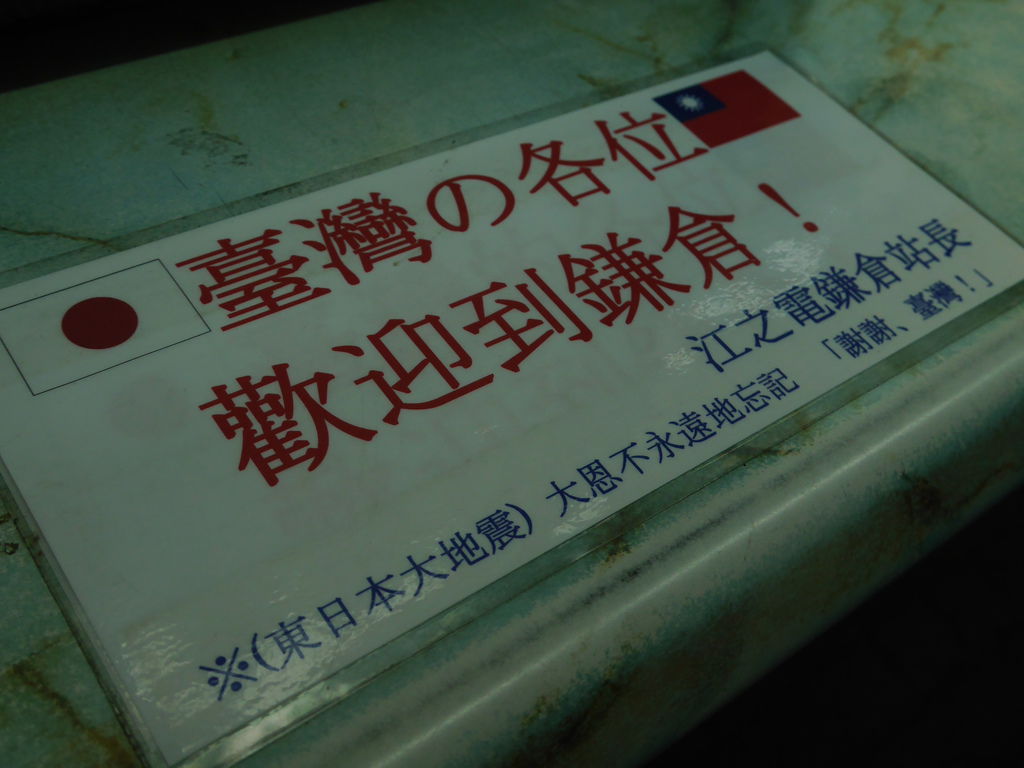 臺灣の各位
歡迎到鎌倉！
江之電鎌倉站長
※(東日本大地震) 大恩不永遠地忘記「謝謝、臺灣！」